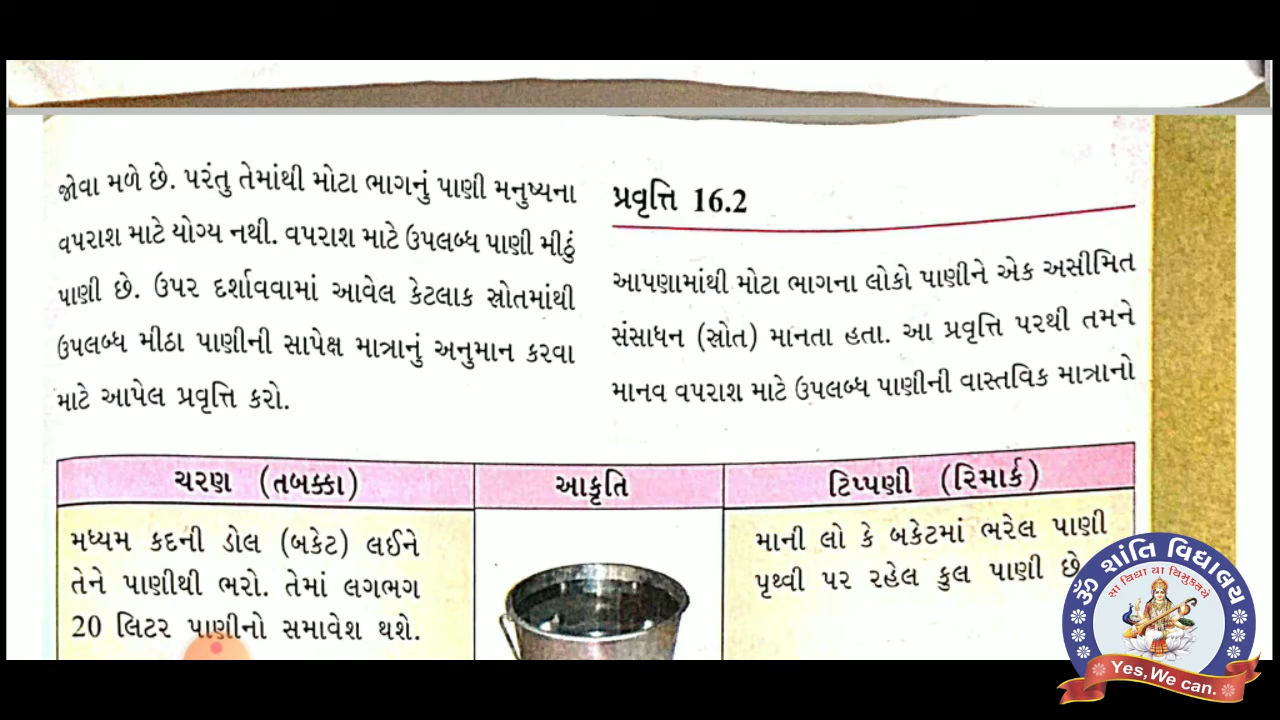 જોવા મળે છે. પરંતુ તેમાંથી મોટા ભાગનું પાણી મનુષ્યના
વપરાશ માટે યોગ્ય નથી. વપરાશ માટે ઉપલબ્ધ પાણી મીઠું
પાણી છે. ઉપર દર્શાવવામાં આવેલ કેટલાક સ્રોતમાંથી
ઉપલબ્ધ મીઠા પાણીની સાપેક્ષ માત્રાનું અનુમાન કરવા
માટે આપેલ પ્રવૃત્તિ કરો.
પ્રવૃત્તિ 16.2
આપણામાંથી મોટા ભાગના લોકો પાણીને એક અસીમિત
સંસાધન (સ્રોત) માનતા હતા. આ પ્રવૃત્તિ પરથી તમને
માનવ વપરાશ માટે ઉપલબ્ધ પાણીની વાસ્તવિક માત્રાનો
ચરણ (તબક્કા)
આકૃતિ
ટિપ્પણી (રિમાર્ક)
મધ્યમ કદની ડોલ (બકેટ) લઈને
તેને પાણીથી ભરો. તેમાં લગભગ
20 લિટર પાણીનો સમાવેશ થશે.
માની લો કે બકેટમાં ભરેલ પાણી
પૃથ્વી પર રહેલ કુલ પાણી છે
ૐ શાંતિ વિદ્યાલય
सा विद्या या विमुक्तये
Yes, We can.